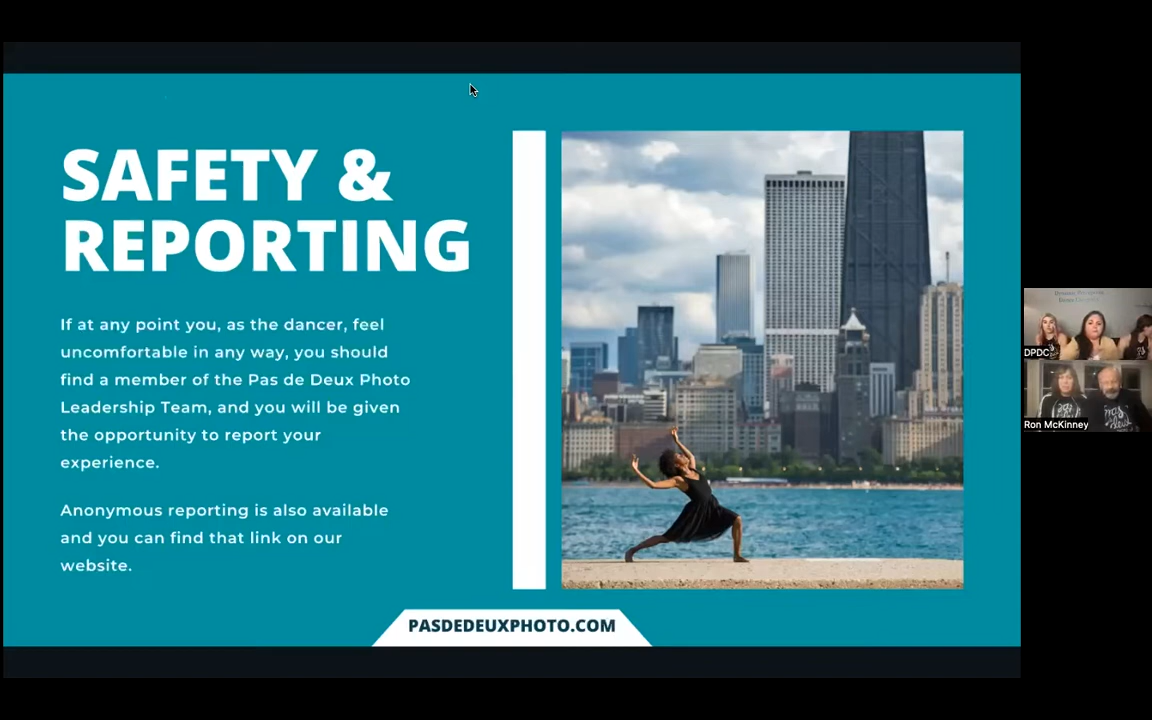 SAFETY &
REPORTING
If at any point you, as the dancer, feel
uncomfortable in any way, you should
find a member of the Pas de Deux Photo
Leadership Team, and you will be given
the opportunity to report your
experience.
Anonymous reporting is also available
and you can find that link on our
website.
PASDEDEUXPHOTO.COM
DPDC
Ron McKinney